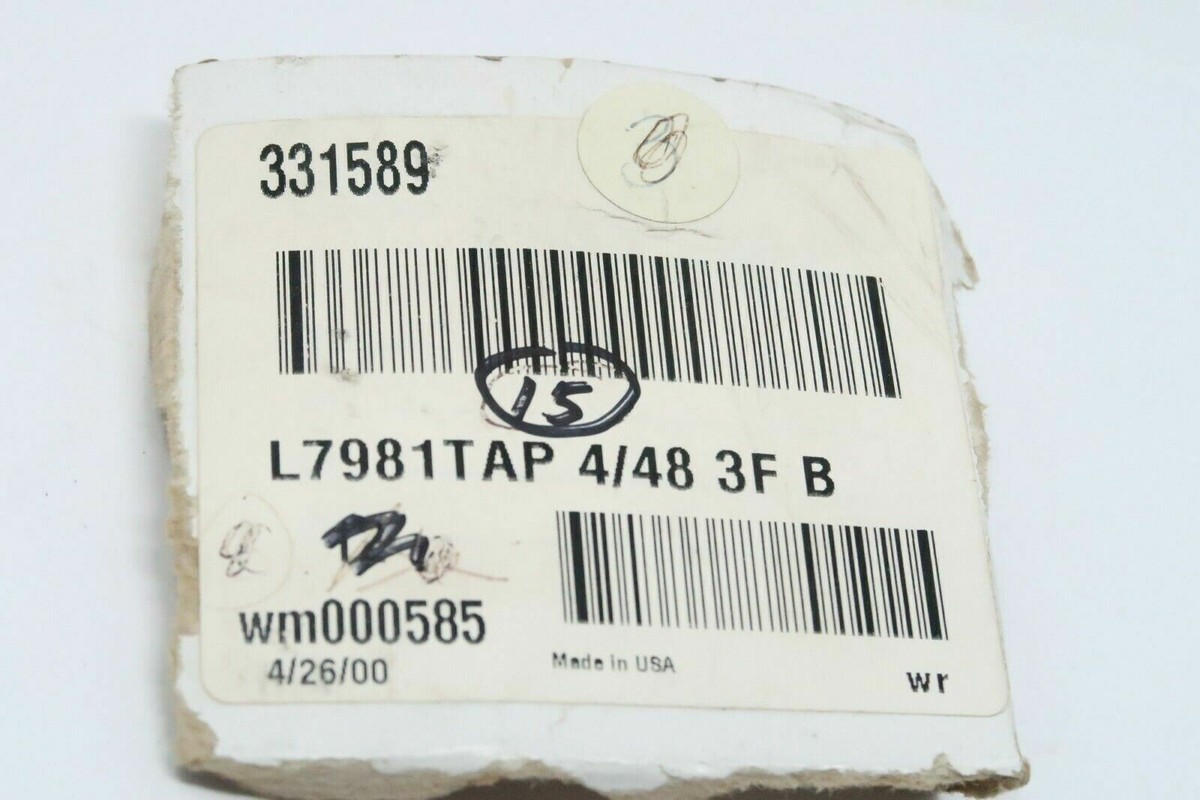 331589
15
L7981TAP 4/48 3F B
wm000585
4/26/00
Made in USA
wr